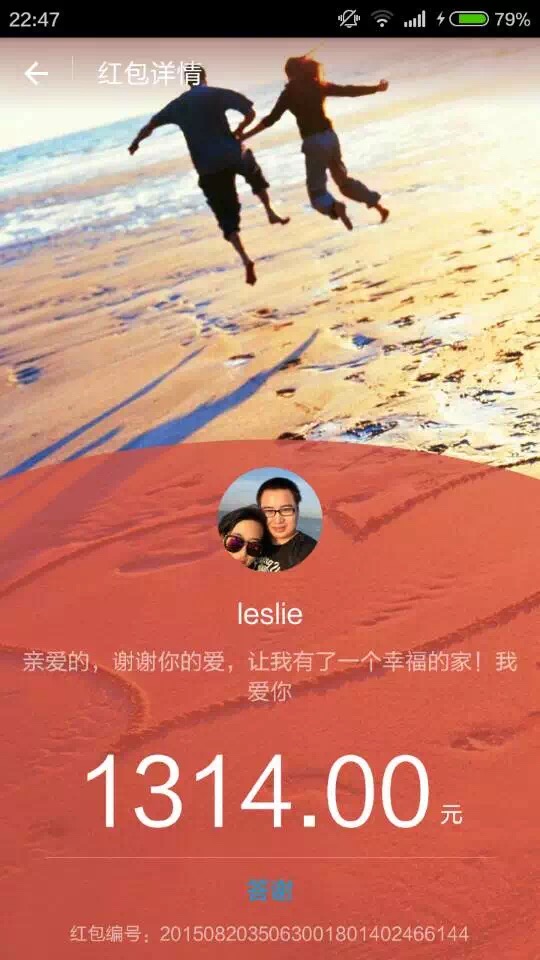 22:47
79%
红包详情
leslie
亲爱的，谢谢你的爱，让我有了一个幸福的家！我
爱你
1314.00 元
答谢
红包编号：20150820350630018014024​66144